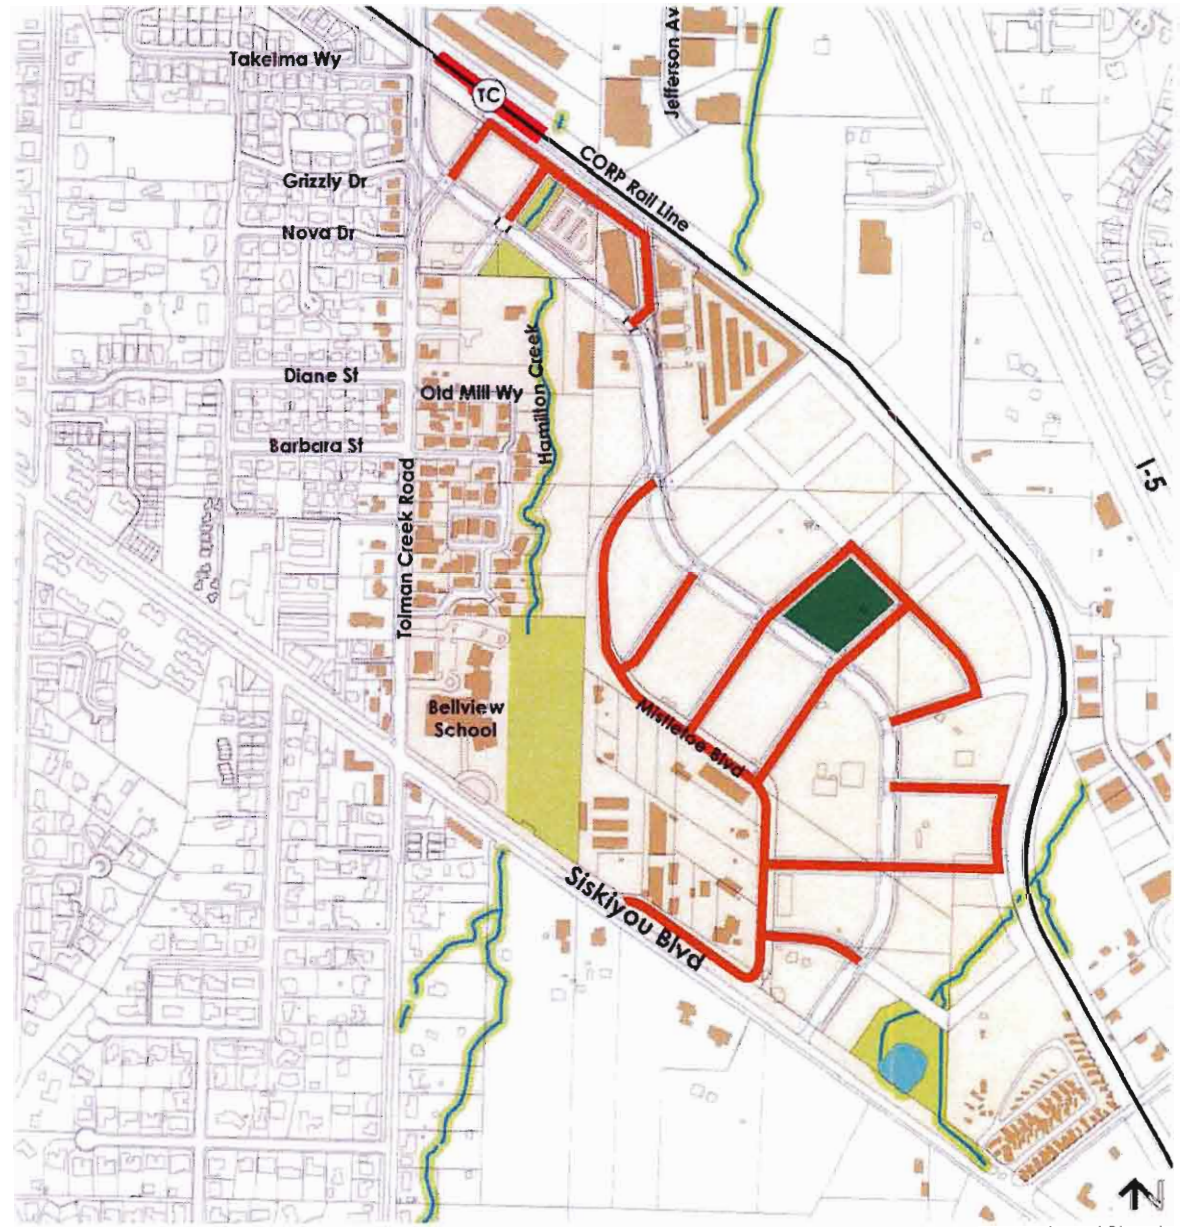 Jefferson Av
Takelma Wy
TC
CORP Rail Line
Grizzly Dr
Nova Dr
Hamilton Creek
Diane St
Old Mill Wy
Barbara St
Tolman Creek Road
I-5
Bellview
School
Mistletoe Blvd
Siskiyou Blvd
N